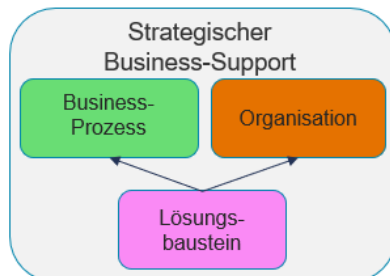 Strategischer
Business-Support
Business-
Prozess
Organisation
Lösungs-
baustein